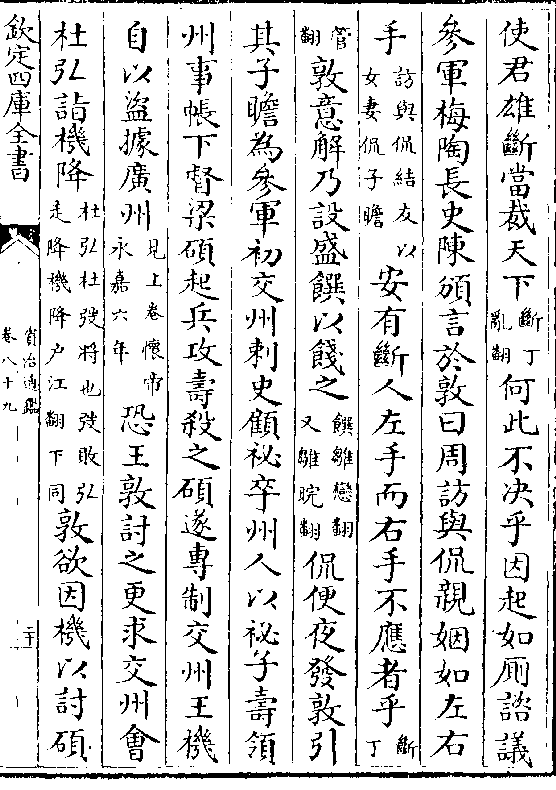 使君雄斷當裁天下斷丁亂翻何此不决乎因起如厠諮議
參軍梅陶長史陳頒言於敦曰周訪與侃親姻如左右
手訪與侃結友以女妻侃子瞻安有斷人左手而右手不應者乎斷丁
管翻敦意解乃設盛饌以餞之饌雛戀翻又雛晥翻侃便夜發敦引
其子瞻為參軍初交州刺史顧祕卒州人以祕子壽領
州事帳下督梁碩起兵攻壽殺之碩遂專制交州王機
自以盜據廣州見上卷懷帝永嘉六年恐王敦討之更求交州會
杜弘詣機降杜弘杜弢將也弢敗弘走降機降户江翻下同敦欲因機以討碩
欽定四庫全書
資治通鑑
卷八十九
二十